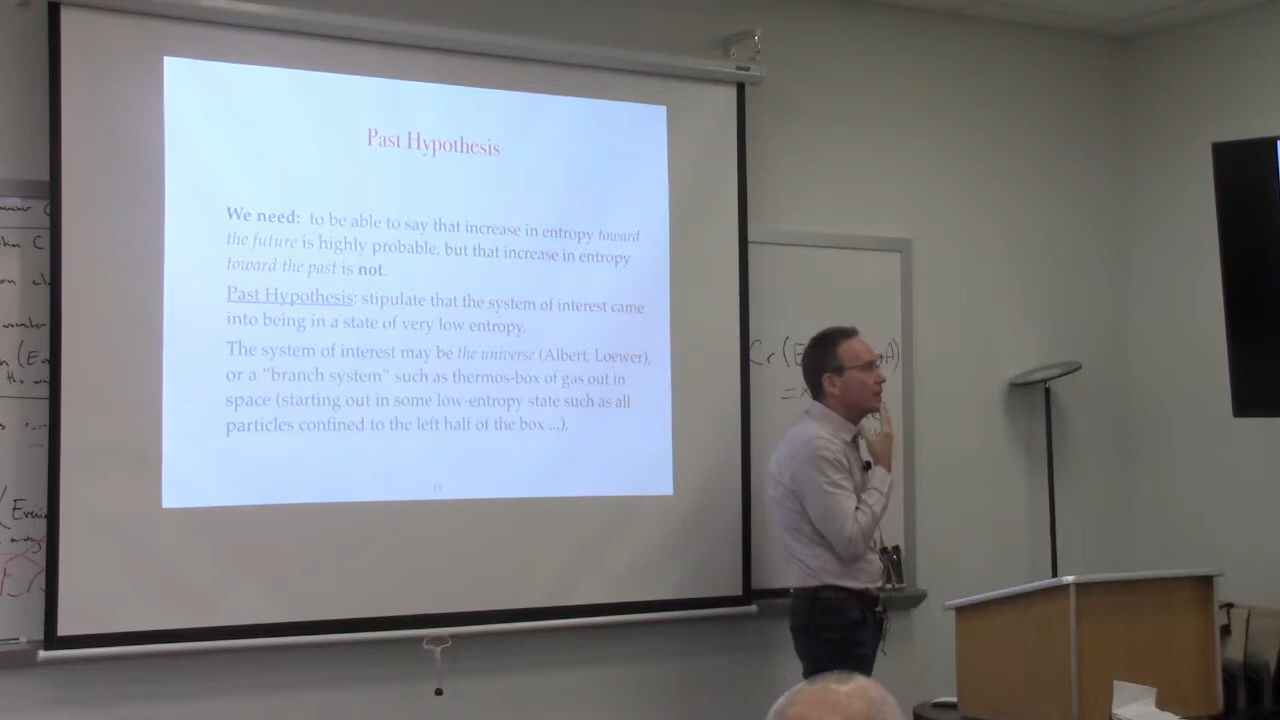 Past Hypothesis
We need: to be able to say that increase in entropy toward
the future is highly probable, but that increase in entropy
toward the past is not.
Past Hypothesis: stipulate that the system of interest came
into being in a state of very low entropy.
The system of interest may be the universe (Albert, Loewer),
or a “branch system” such as thermos-box of gas out in
space (starting out in some low-entropy state such as all
particles confined to the left half of the box ...).
Cr(E